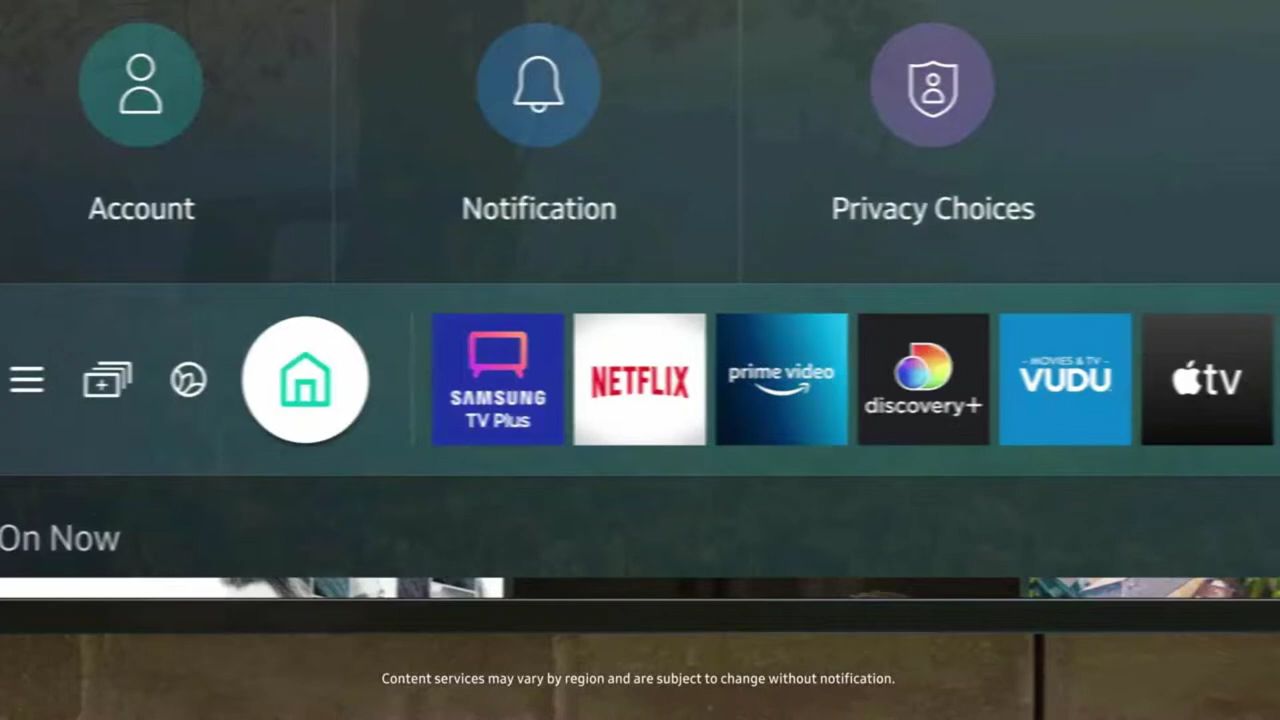 Account
Notification
Privacy Choices
SAMSUNG
TV Plus
NETFLIX
prime video
discovery+
- MOVIES & TV -
VUDU
tv
On Now
Content services may vary by region and are subject to change without notification.